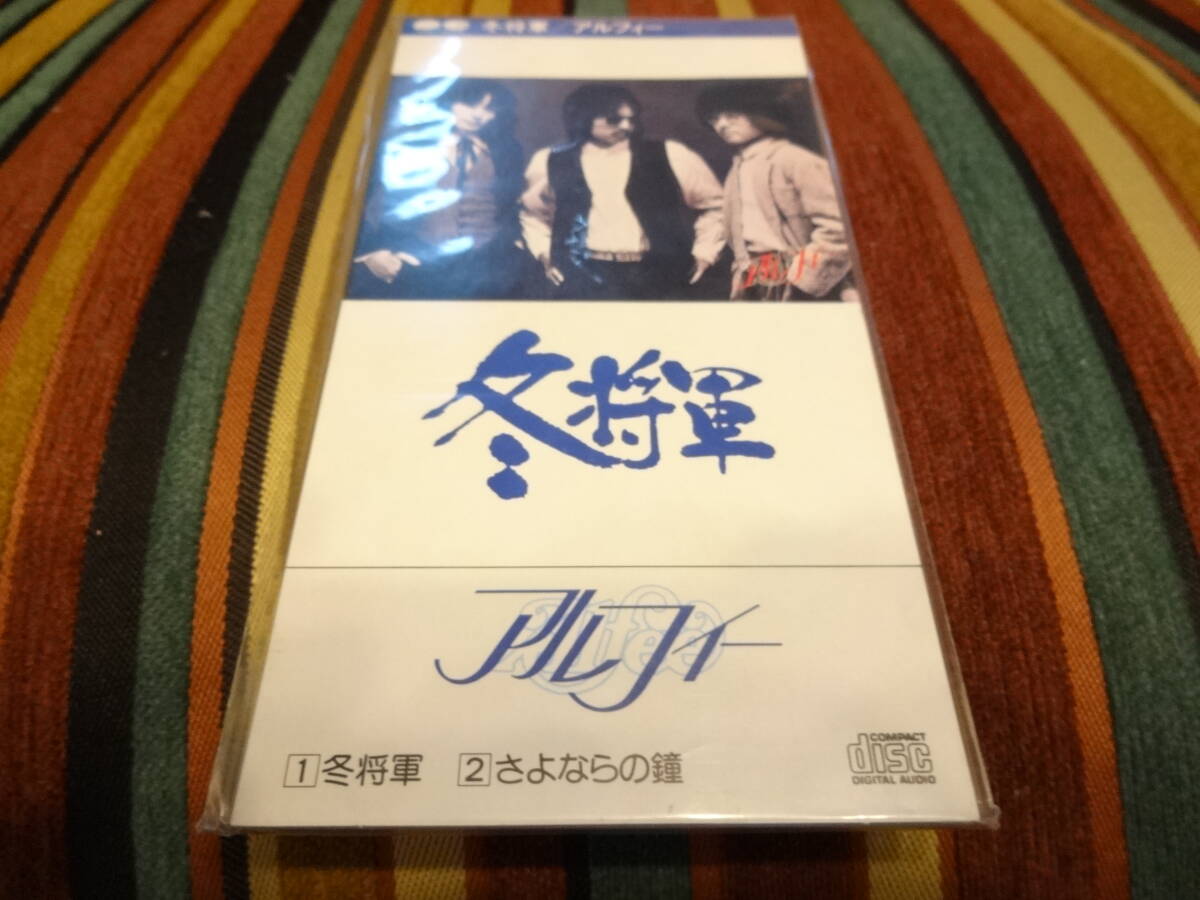 冬将軍 アルフィー
冬将軍
アルフィー
1 冬将軍 2 さよならの鐘
COMPACT
disc
DIGITAL AUDIO